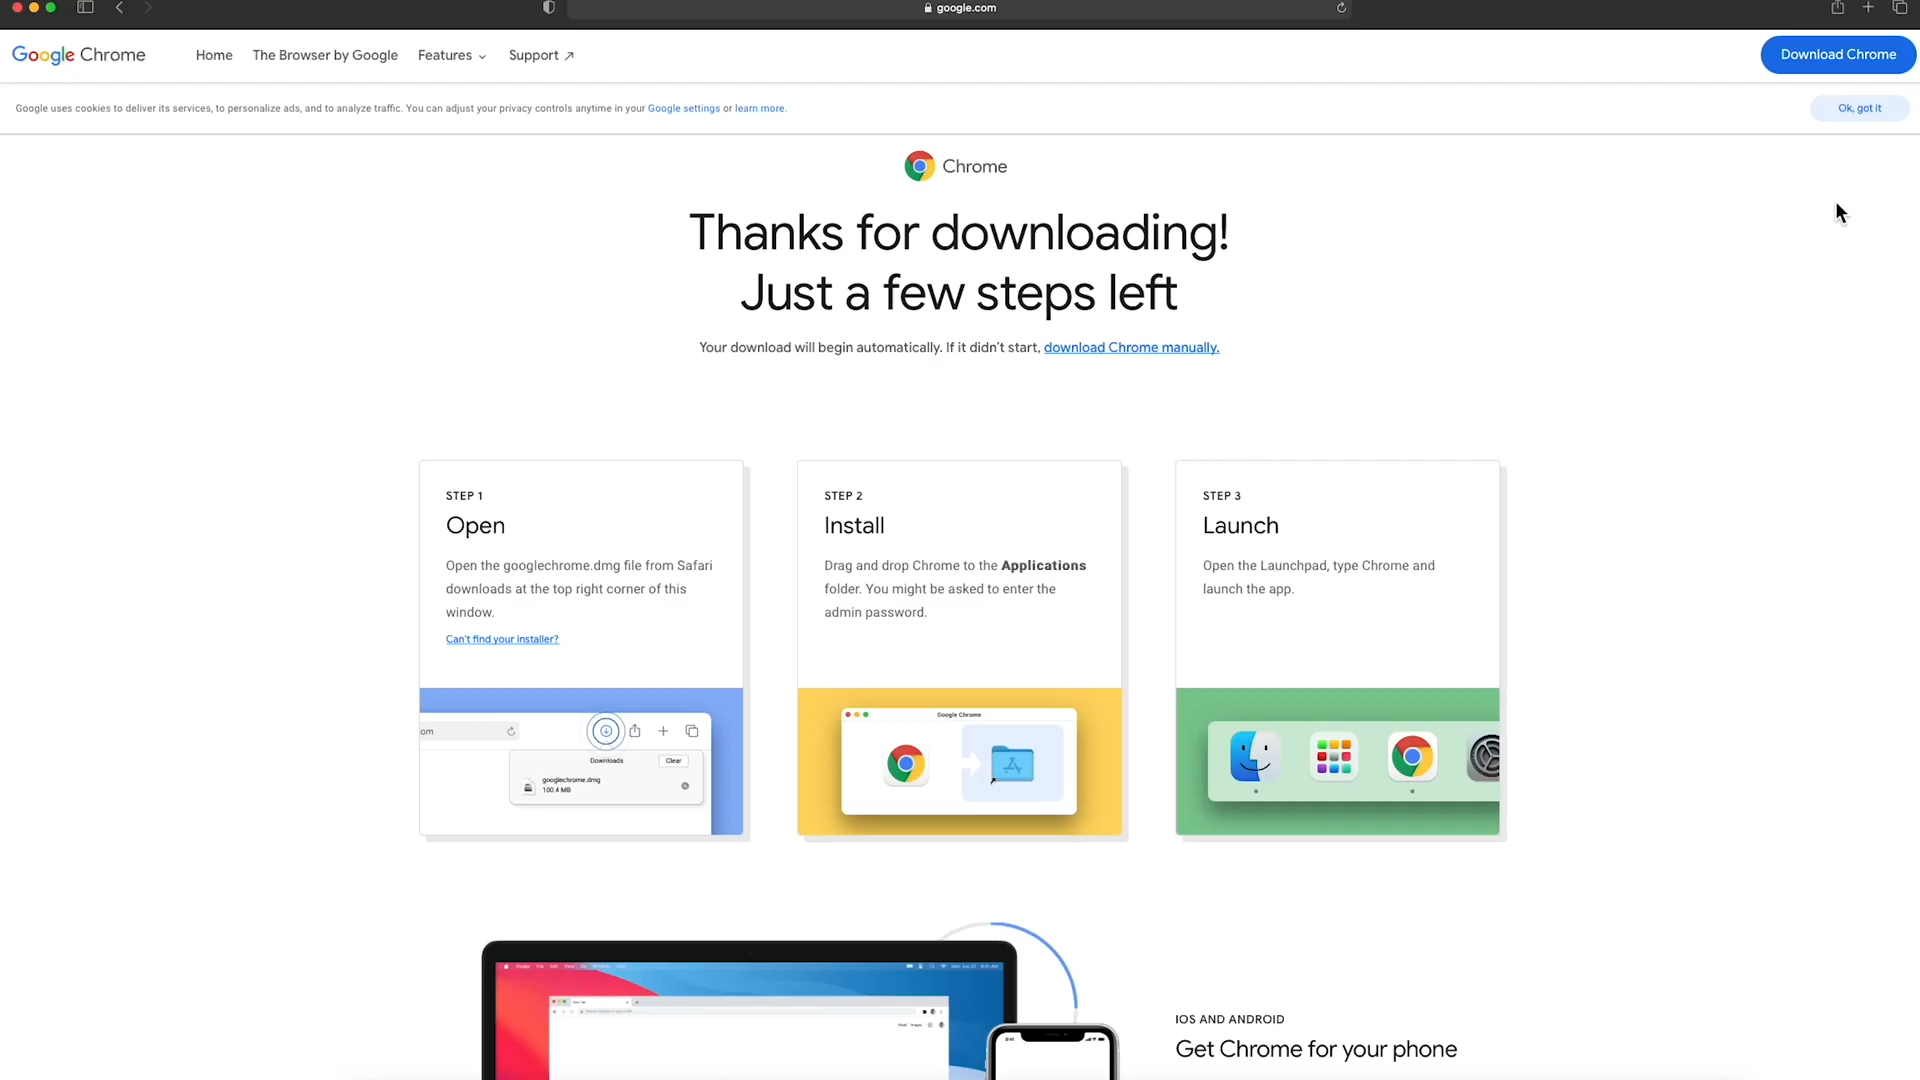 google.com
Google Chrome
Home
The Browser by Google
Features
Support
Download Chrome
Google uses cookies to deliver its services, to personalize ads, and to analyze traffic. You can adjust your privacy controls anytime in your Google settings or learn more.
Ok, got it
Chrome
Thanks for downloading!
Just a few steps left
Your download will begin automatically. If it didn't start, download Chrome manually.
STEP 1
Open
Open the googlechrome.dmg file from Safari
downloads at the top right corner of this
window.
Can't find your installer?
om
Downloads
Clear
googlechrome.dmg
100.4 MB
STEP 2
Install
Drag and drop Chrome to the Applications
folder. You might be asked to enter the
admin password.
Google Chrome
STEP 3
Launch
Open the Launchpad, type Chrome and
launch the app.
IOS AND ANDROID
Get Chrome for your phone